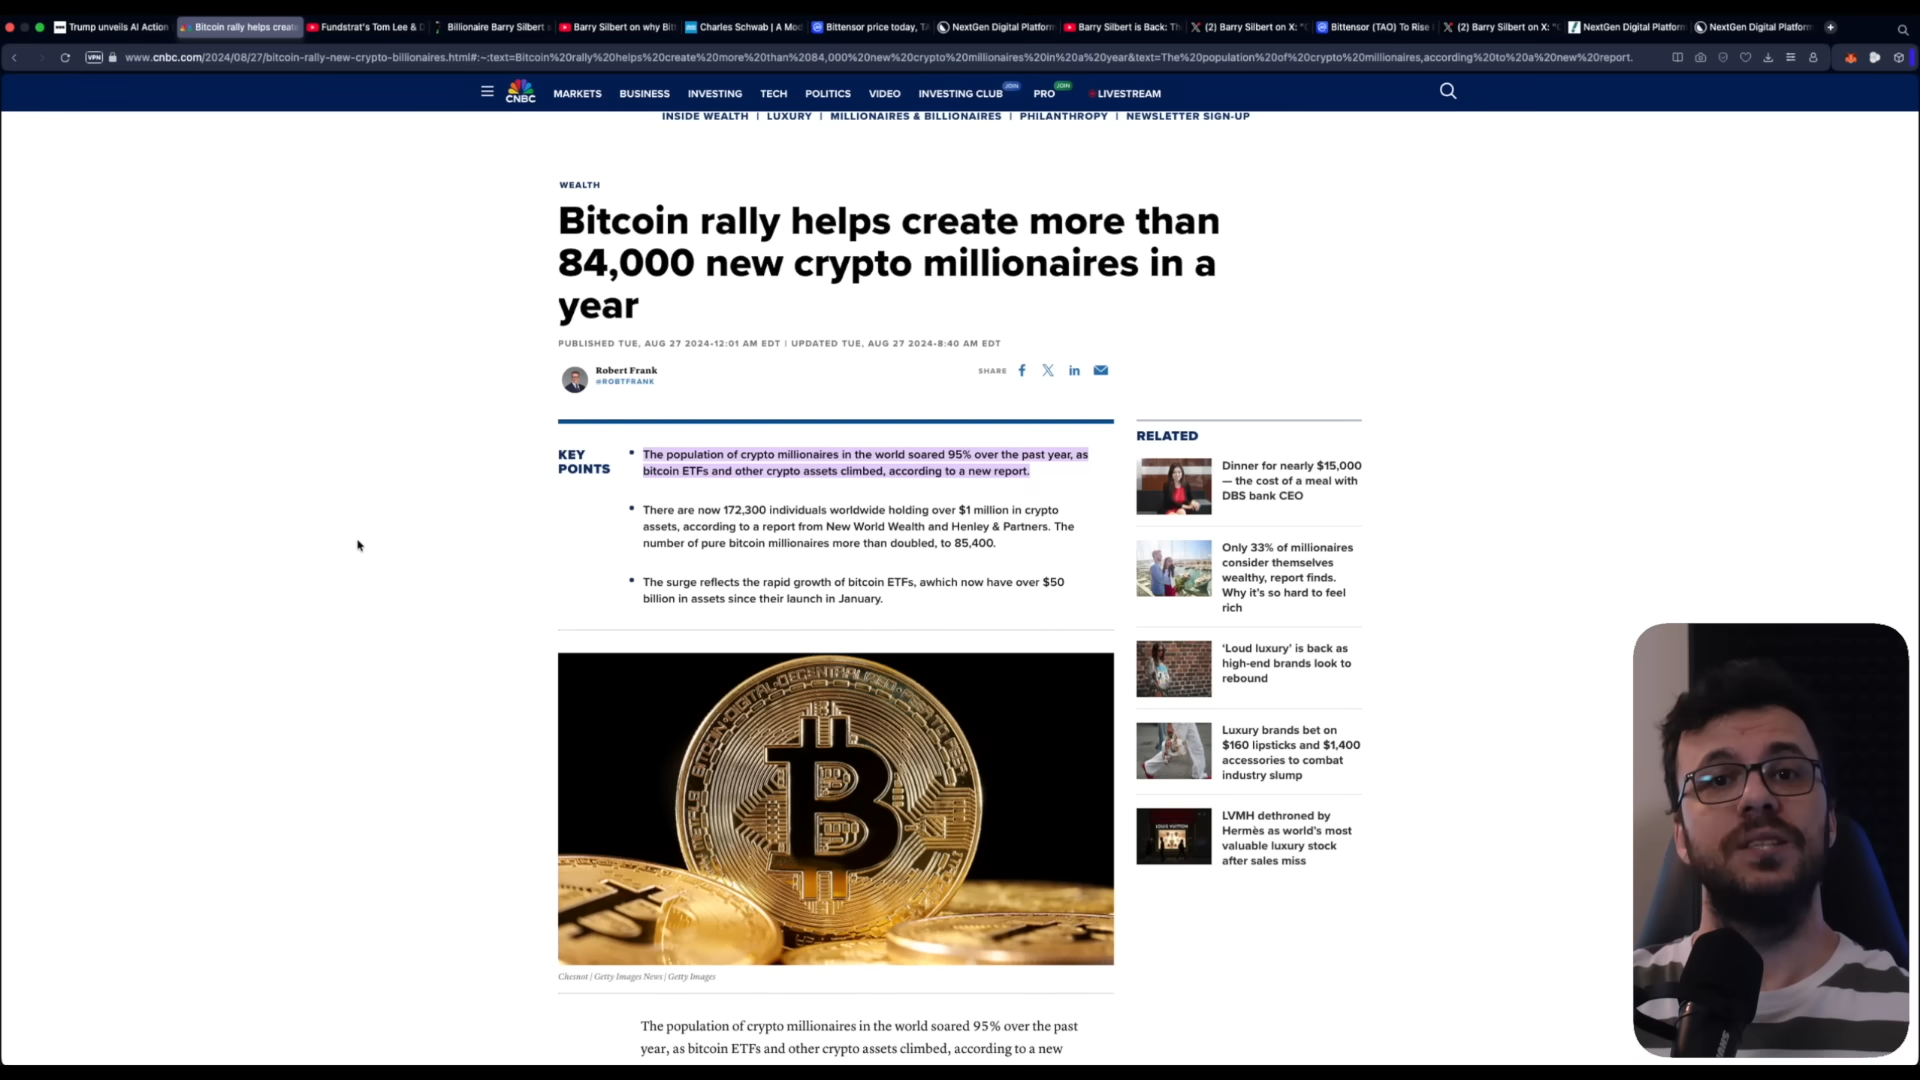 Trump unveils AI Action
Bitcoin rally helps creat
Fundstrat's Tom Lee & D
Billionaire Barry Silbert s
Barry Silbert on why Bit
Charles Schwab | A Mod
Bittensor price today, TA
NextGen Digital Platform
Barry Silbert is Back: Th
(2) Barry Silbert on X: "G
Bittensor (TAO) To Rise
(2) Barry Silbert on X: "G
NextGen Digital Platform
NextGen Digital Platform
VPN
www.cnbc.com/2024/08/27/bitcoin-rally-new-crypto-billionaires.html#:~:text=Bitcoin%20rally%20helps%20create%20more%20than%2084,000%20new%20crypto%20millionaires%20in%20a%20year&text=The%20population%20of%20crypto%20millionaires,according%20to%20a%20new%20report.
CNBC
MARKETS BUSINESS INVESTING TECH POLITICS VIDEO INVESTING CLUB JOIN PRO JOIN LIVESTREAM
INSIDE WEALTH | LUXURY | MILLIONAIRES & BILLIONAIRES | PHILANTHROPY | NEWSLETTER SIGN-UP
WEALTH
Bitcoin rally helps create more than
84,000 new crypto millionaires in a
year
PUBLISHED TUE, AUG 27 2024•12:01 AM EDT | UPDATED TUE, AUG 27 2024•8:40 AM EDT
Robert Frank
@ROBTFRANK
SHARE
KEY
POINTS
The population of crypto millionaires in the world soared 95% over the past year, as
bitcoin ETFs and other crypto assets climbed, according to a new report.
There are now 172,300 individuals worldwide holding over $1 million in crypto
assets, according to a report from New World Wealth and Henley & Partners. The
number of pure bitcoin millionaires more than doubled, to 85,400.
The surge reflects the rapid growth of bitcoin ETFs, awhich now have over $50
billion in assets since their launch in January.
RELATED
Dinner for nearly $15,000
— the cost of a meal with
DBS bank CEO
Only 33% of millionaires
consider themselves
wealthy, report finds.
Why it's so hard to feel
rich
'Loud luxury' is back as
high-end brands look to
rebound
Luxury brands bet on
$160 lipsticks and $1,400
accessories to combat
industry slump
LVMH dethroned by
Hermès as world's most
valuable luxury stock
after sales miss
Chesnot | Getty Images News | Getty Images
The population of crypto millionaires in the world soared 95% over the past
year, as bitcoin ETFs and other crypto assets climbed, according to a new